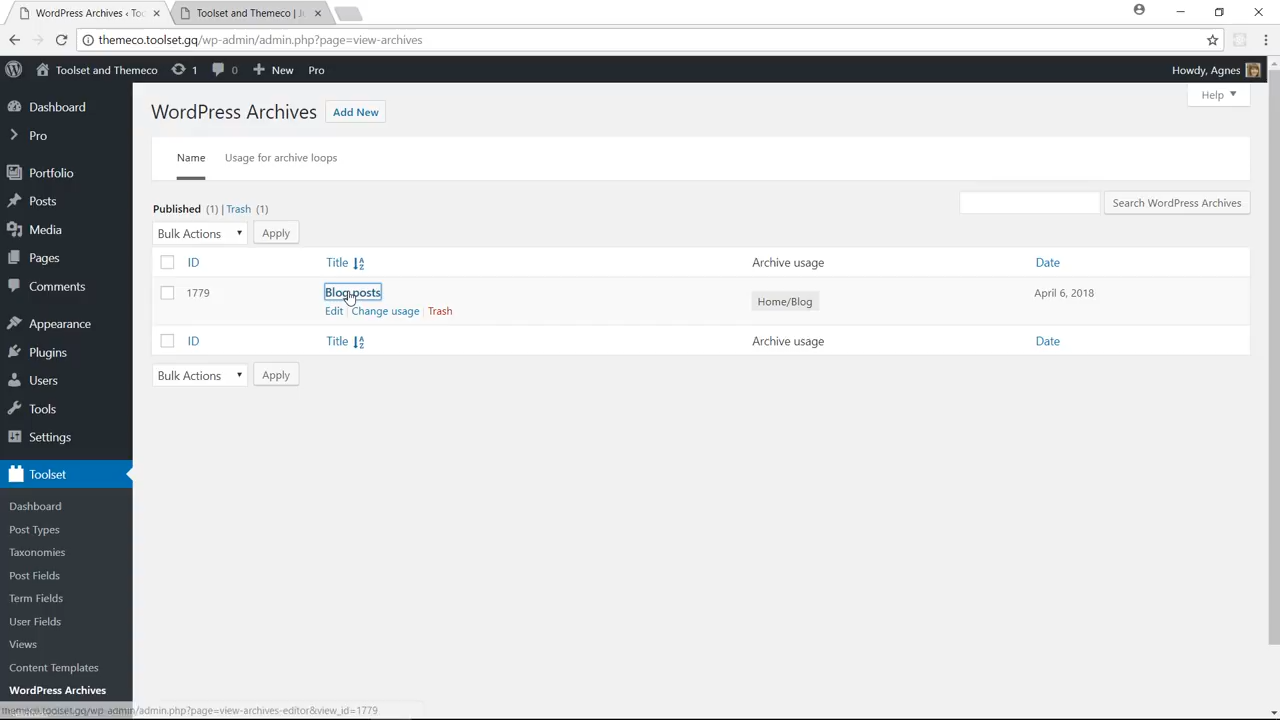 WordPress Archives ‹ Too
Toolset and Themeco | Ju
themeco.toolset.gq/wp-admin/admin.php?page=view-archives
Toolset and Themeco
1
0
New
Pro
Howdy, Agnes
Dashboard
Pro
Portfolio
Posts
Media
Pages
Comments
Appearance
Plugins
Users
Tools
Settings
Toolset
Dashboard
Post Types
Taxonomies
Post Fields
Term Fields
User Fields
Views
Content Templates
WordPress Archives
Help
WordPress Archives
Add New
Name
Usage for archive loops
Published (1) | Trash (1)
Search WordPress Archives
Bulk Actions
Apply
ID
Title
Archive usage
Date
1779
Blog posts
Home/Blog
April 6, 2018
Edit | Change usage | Trash
ID
Title
Archive usage
Date
Bulk Actions
Apply
themeco.toolset.gq/wp-admin/admin.php?page=view-archives-editor&view_id=1779